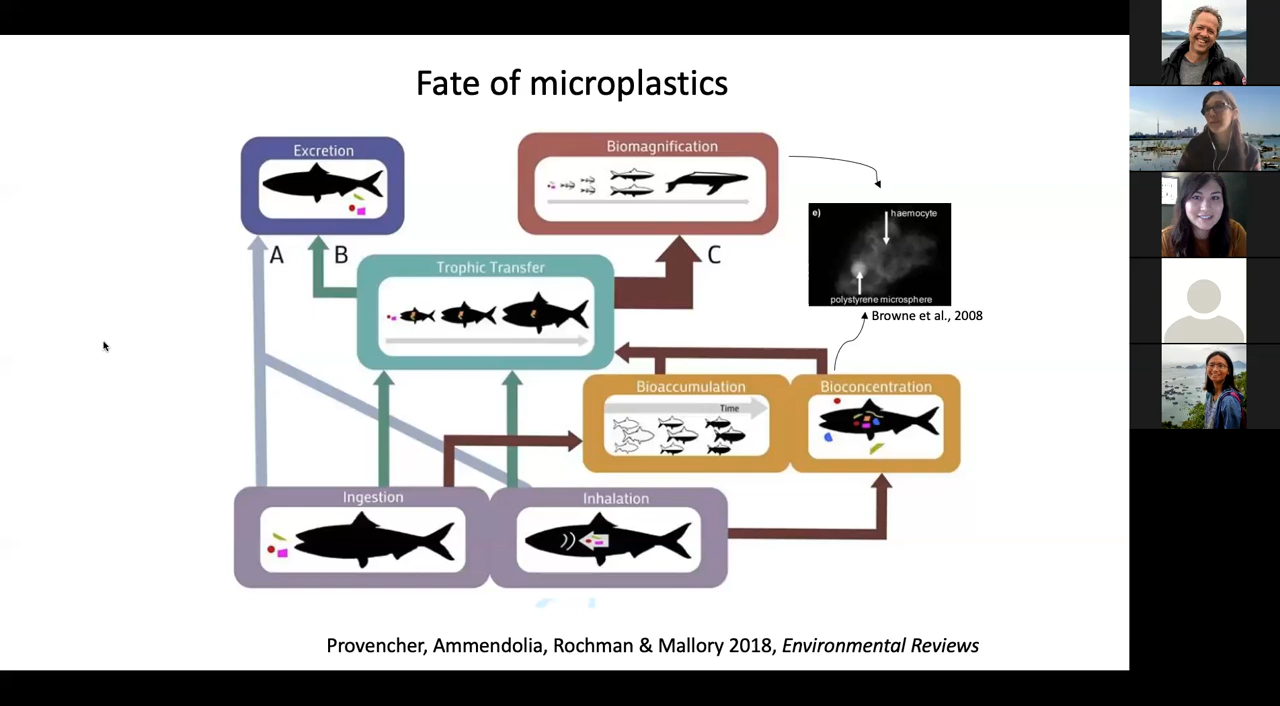 Fate of microplastics
Excretion
Biomagnification
A
B
Trophic Transfer
C
e)
haemocyte
polystyrene microsphere
Browne et al., 2008
Bioaccumulation
Time
Bioconcentration
Ingestion
Inhalation
Provencher, Ammendolia, Rochman & Mallory 2018, Environmental Reviews